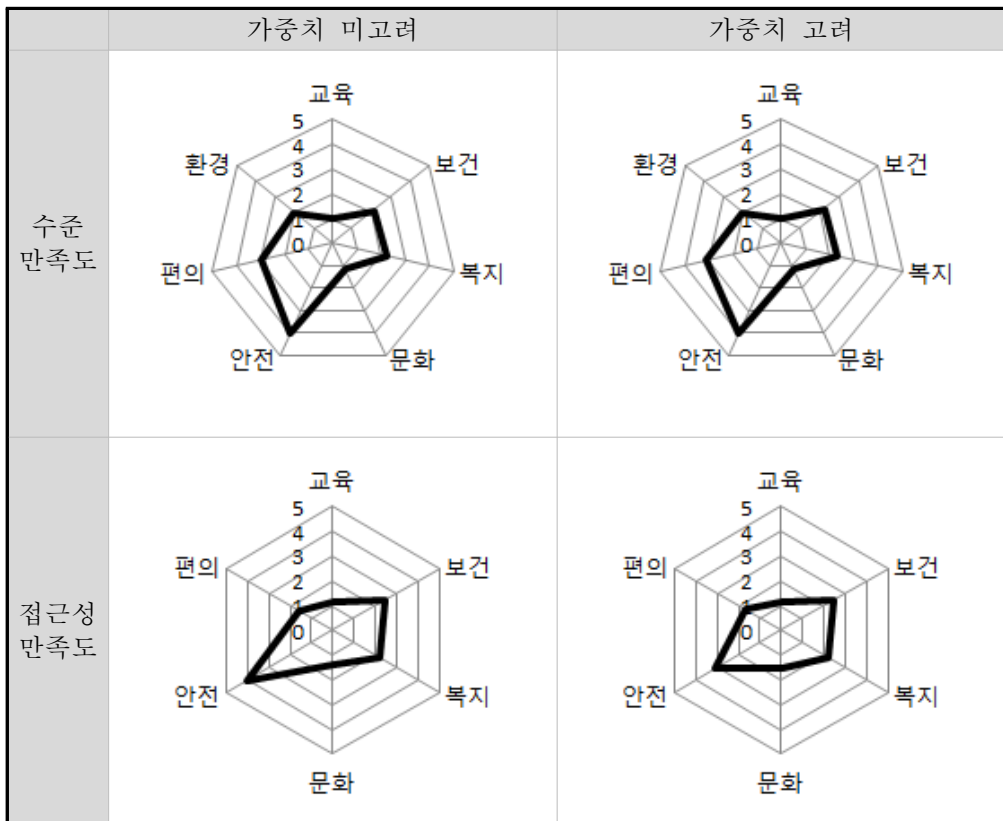 가중치 미고려
가중치 고려
수준
만족도
교육
보건
복지
문화
안전
편의
환경
5
4
3
2
1
0
교육
보건
복지
문화
안전
편의
환경
5
4
3
2
1
0
접근성
만족도
교육
보건
복지
문화
안전
편의
5
4
3
2
1
0
교육
보건
복지
문화
안전
편의
5
4
3
2
1
0